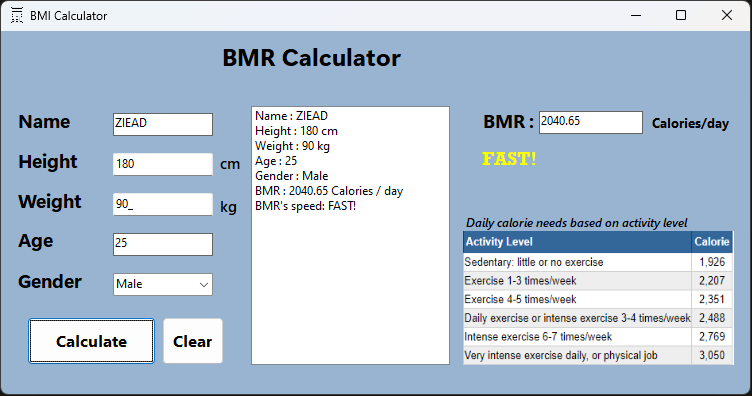 BMI Calculator
BMR Calculator
Name ZIEAD
Height 180 cm
Weight 90_ kg
Age 25
Gender Male
Calculate Clear
Name : ZIEAD
Height : 180 cm
Weight : 90 kg
Age : 25
Gender : Male
BMR : 2040.65 Calories / day
BMR's speed: FAST!
BMR : 2040.65 Calories/day
FAST!
Daily calorie needs based on activity level
Activity Level Calorie
Sedentary: little or no exercise 1,926
Exercise 1-3 times/week 2,207
Exercise 4-5 times/week 2,351
Daily exercise or intense exercise 3-4 times/week 2,488
Intense exercise 6-7 times/week 2,769
Very intense exercise daily, or physical job 3,050